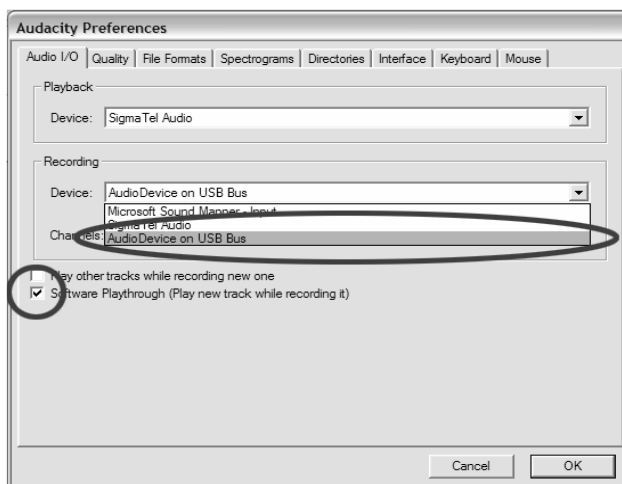 Audacity Preferences
Audio I/O Quality File Formats Spectrograms Directories Interface Keyboard Mouse
Playback
Device: SigmaTel Audio
Recording
Device: AudioDevice on USB Bus
Microsoft Sound Mapper - Input
SigmaTel Audio
Channels: AudioDevice on USB Bus
Play other tracks while recording new one
Software Playthrough (Play new track while recording it)
Cancel OK